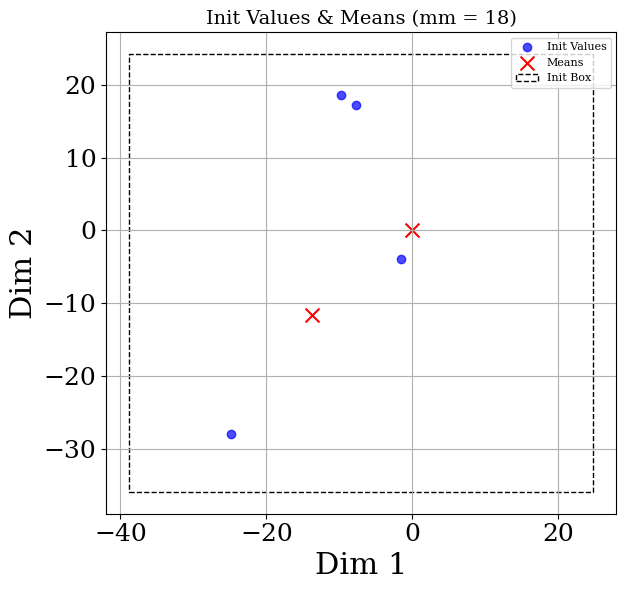 Init Values & Means (mm = 18)
Init Values
Means
Init Box
20
10
0
−10
−20
−30
Dim 2
−40
−20
0
20
Dim 1